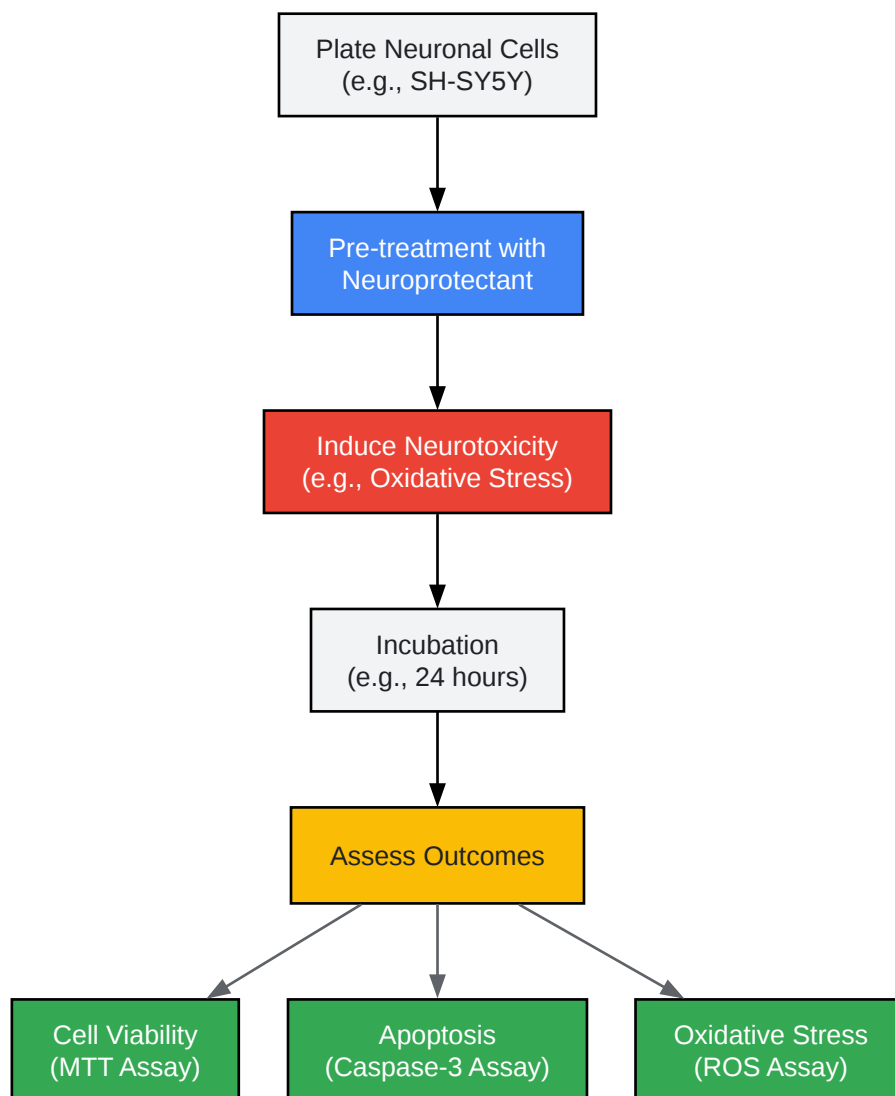 Plate Neuronal Cells
(e.g., SH-SY5Y)
Pre-treatment with
Neuroprotectant
Induce Neurotoxicity
(e.g., Oxidative Stress)
Incubation
(e.g., 24 hours)
Assess Outcomes
Cell Viability
(MTT Assay)
Apoptosis
(Caspase-3 Assay)
Oxidative Stress
(ROS Assay)